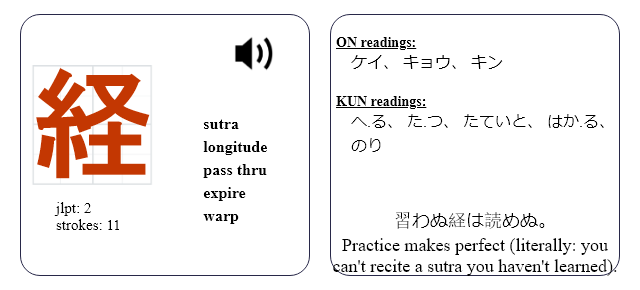 経
jlpt: 2
strokes: 11
sutra
longitude
pass thru
expire
warp
ON readings:
ケイ、 キョウ、 キン
KUN readings:
へ.る、 た.つ、 たていと、 はか.る、
のり
習わぬ経は読めぬ。
Practice makes perfect (literally: you
can't recite a sutra you haven't learned).